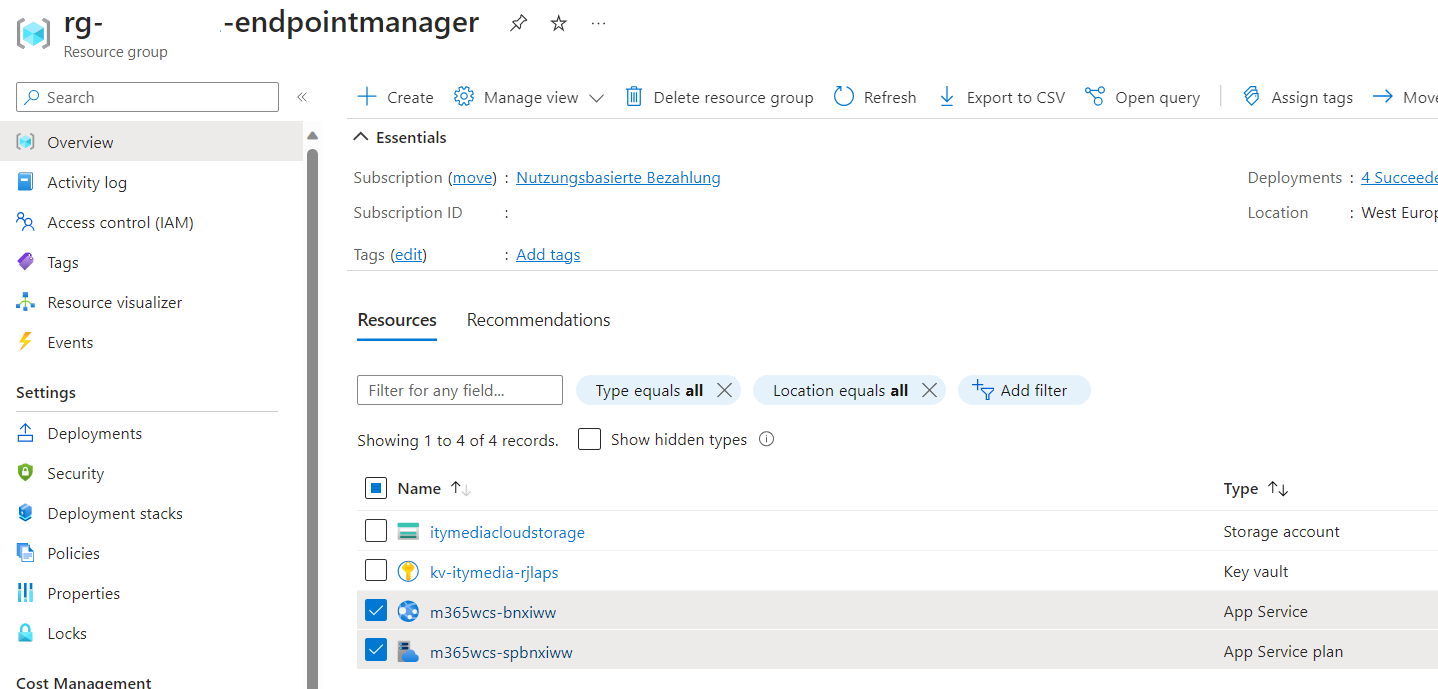 rg- -endpointmanager
Resource group
Search
Overview
Activity log
Access control (IAM)
Tags
Resource visualizer
Events
Settings
Deployments
Security
Deployment stacks
Policies
Properties
Locks
Cost Management
Create Manage view Delete resource group Refresh Export to CSV Open query Assign tags Move
Essentials
Subscription (move) : Nutzungsbasierte Bezahlung Deployments : 4 Succeede
Subscription ID : Location : West Europ
Tags (edit) : Add tags
Resources Recommendations
Filter for any field... Type equals all Location equals all Add filter
Showing 1 to 4 of 4 records. Show hidden types
Name Type
itymediacloudstorage Storage account
kv-itymedia-rjlaps Key vault
m365wcs-bnxiww App Service
m365wcs-spbnxiww App Service plan